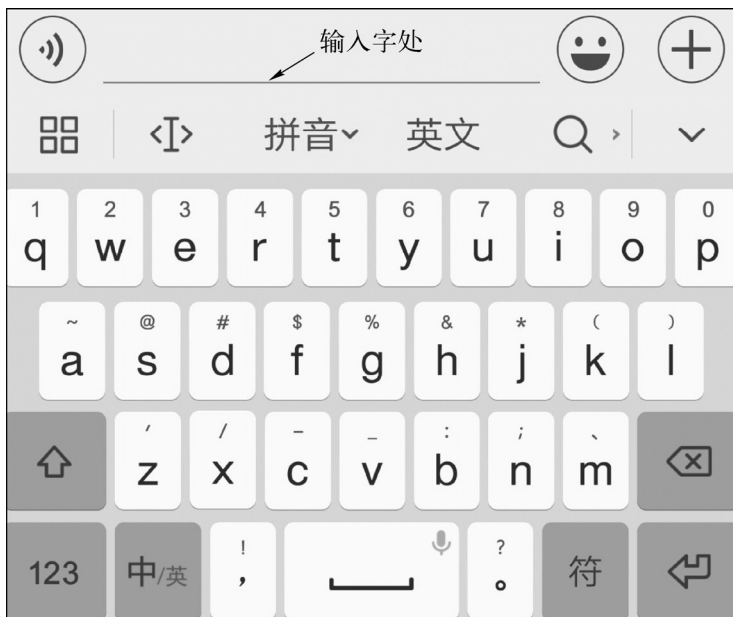 输入字处
拼音 英文
1 2 3 4 5 6 7 8 9 0
q w e r t y u i o p
~ @ # $ % & * ( )
a s d f g h j k l
' / - _ : ; 、
z x c v b n m
! ?
123 中/英 , 。 符